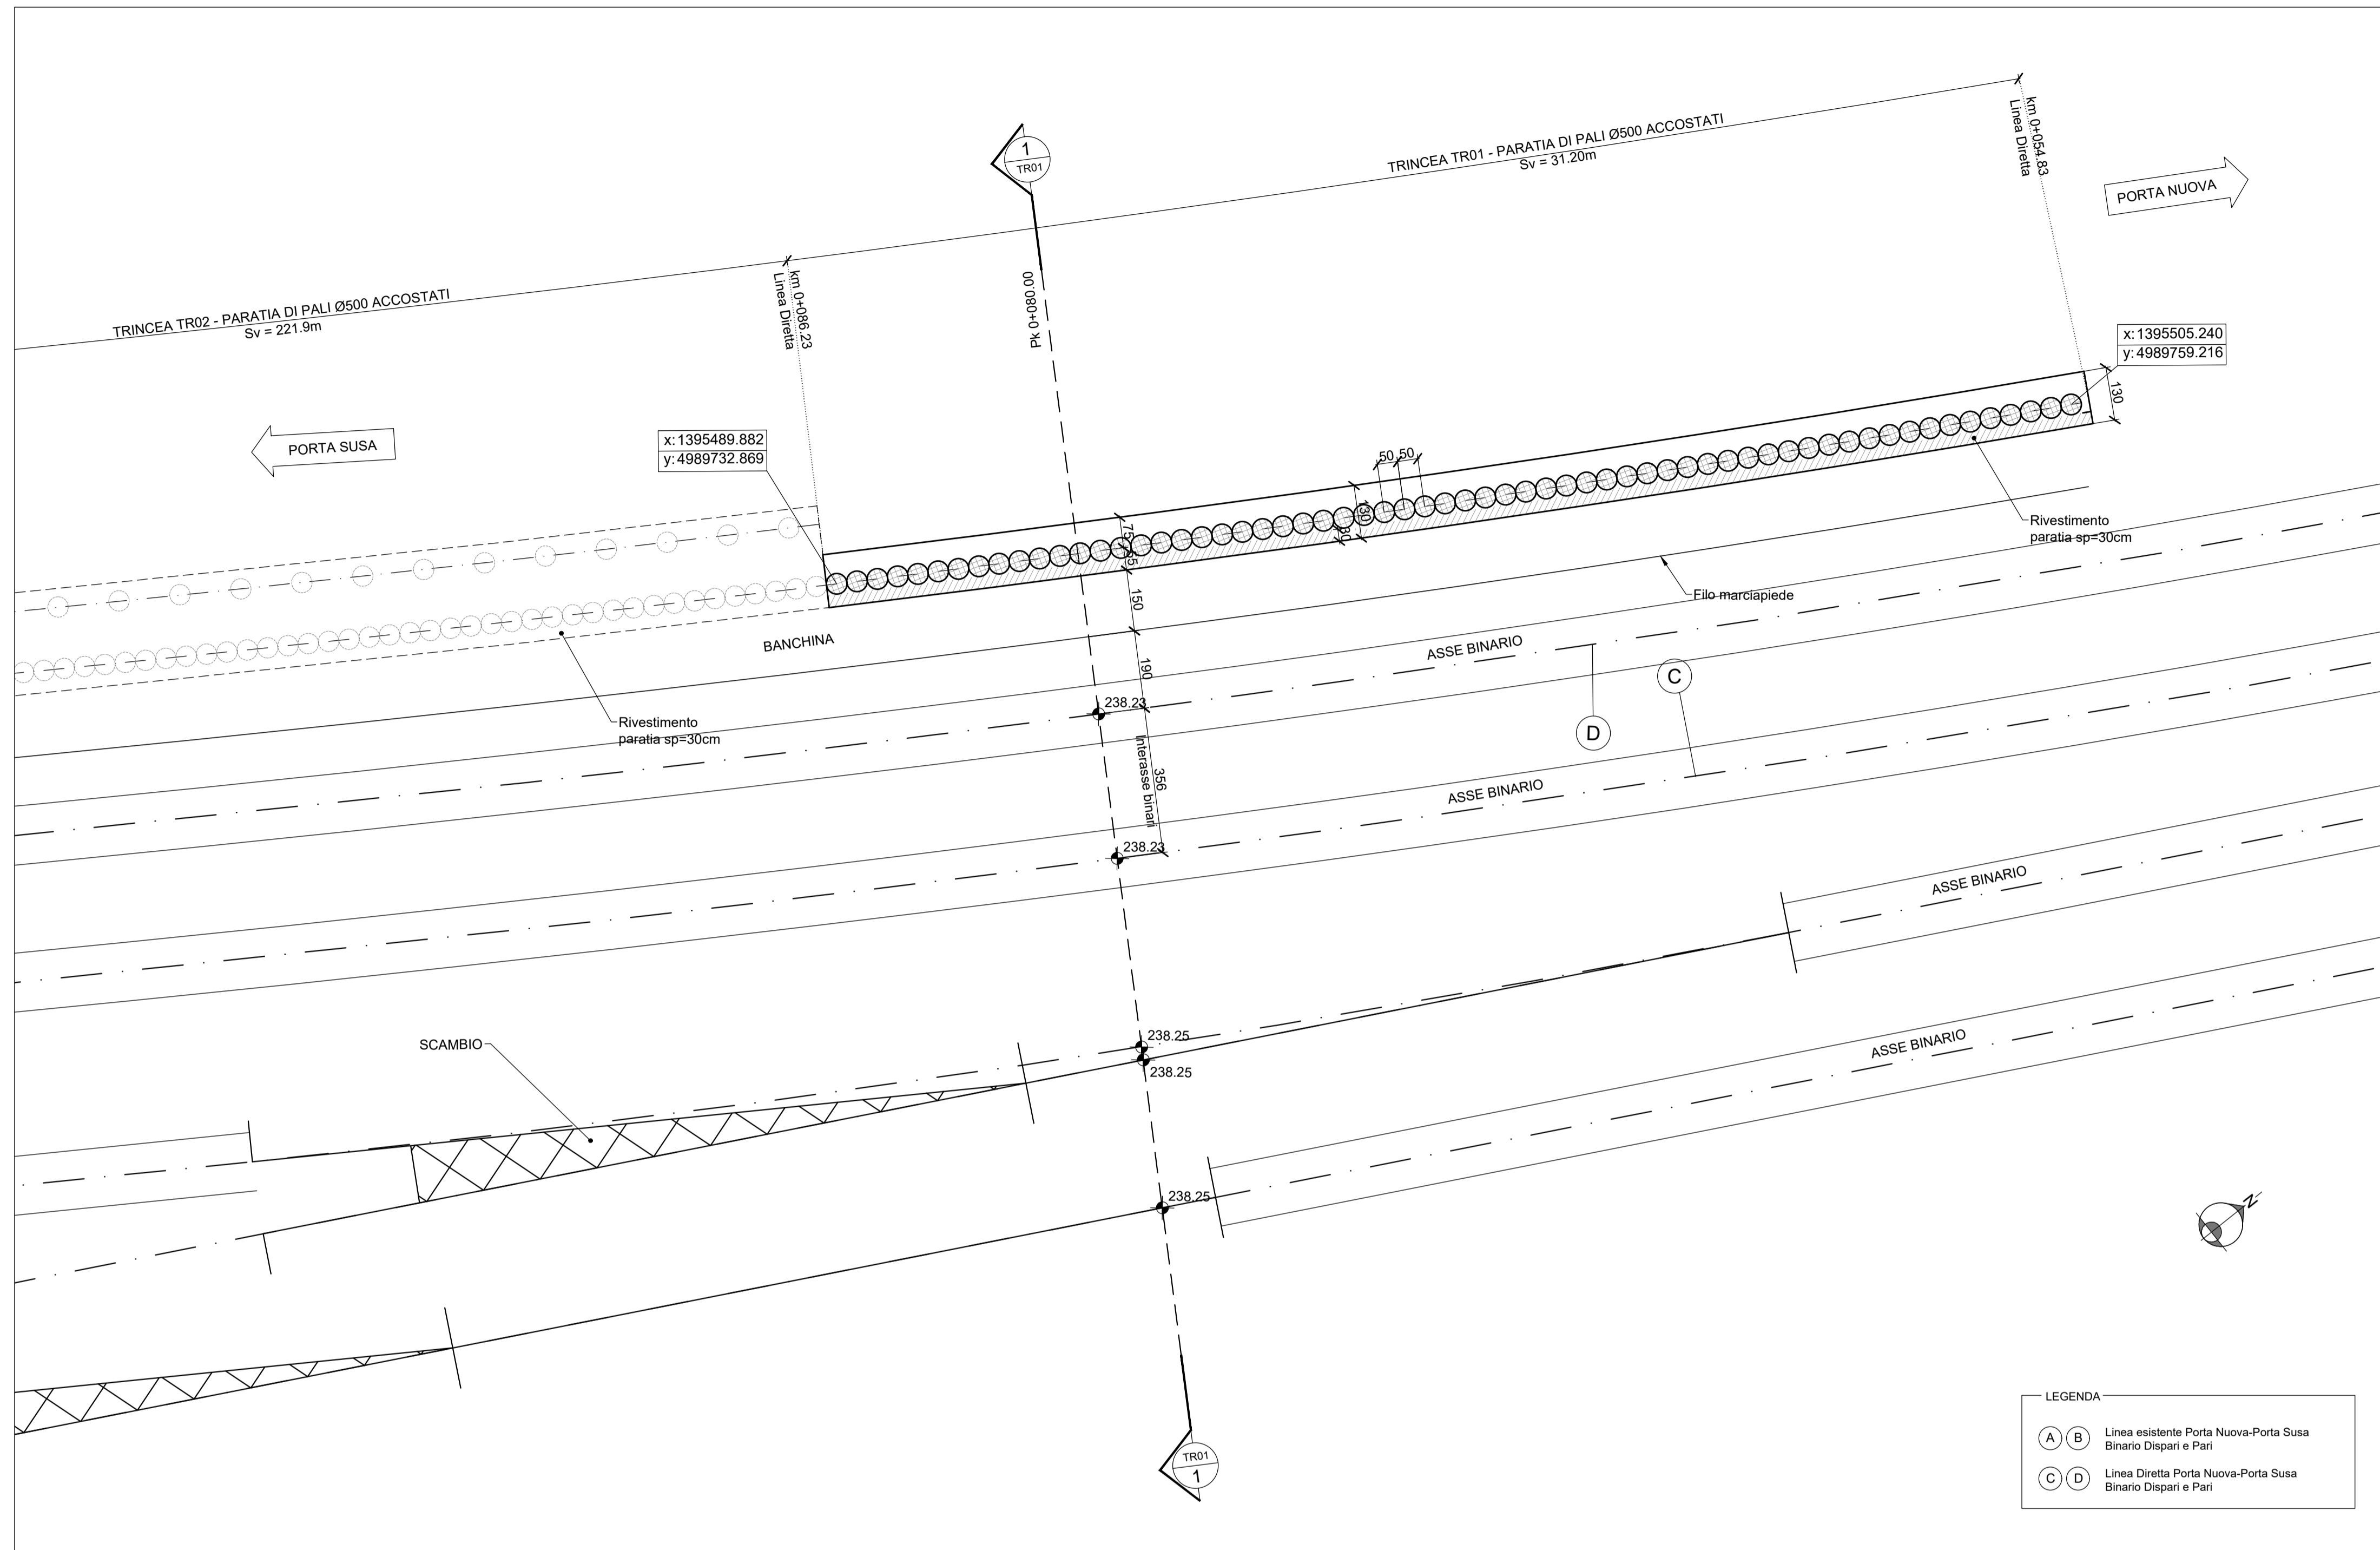 1
TR01
TRINCEA TR01 - PARATIA DI PALI Ø500 ACCOSTATI
Sv = 31.20m
km 0+054.83
Linea Diretta
PORTA NUOVA
TRINCEA TR02 - PARATIA DI PALI Ø500 ACCOSTATI
Sv = 221.9m
km 0+086.23
Linea Diretta
Pk 0+080.00
x:1395505.240
y:4989759.216
130
PORTA SUSA
x:1395489.882
y:4989732.869
50
50
130
30
75
55
150
Rivestimento
paratia sp=30cm
Filo marciapiede
BANCHINA
190
ASSE BINARIO
C
D
238.23
Rivestimento
paratia sp=30cm
356
Interasse binari
ASSE BINARIO
238.23
ASSE BINARIO
SCAMBIO
238.25
238.25
ASSE BINARIO
238.25
N
TR01
1
LEGENDA
A B Linea esistente Porta Nuova-Porta Susa
Binario Dispari e Pari
C D Linea Diretta Porta Nuova-Porta Susa
Binario Dispari e Pari